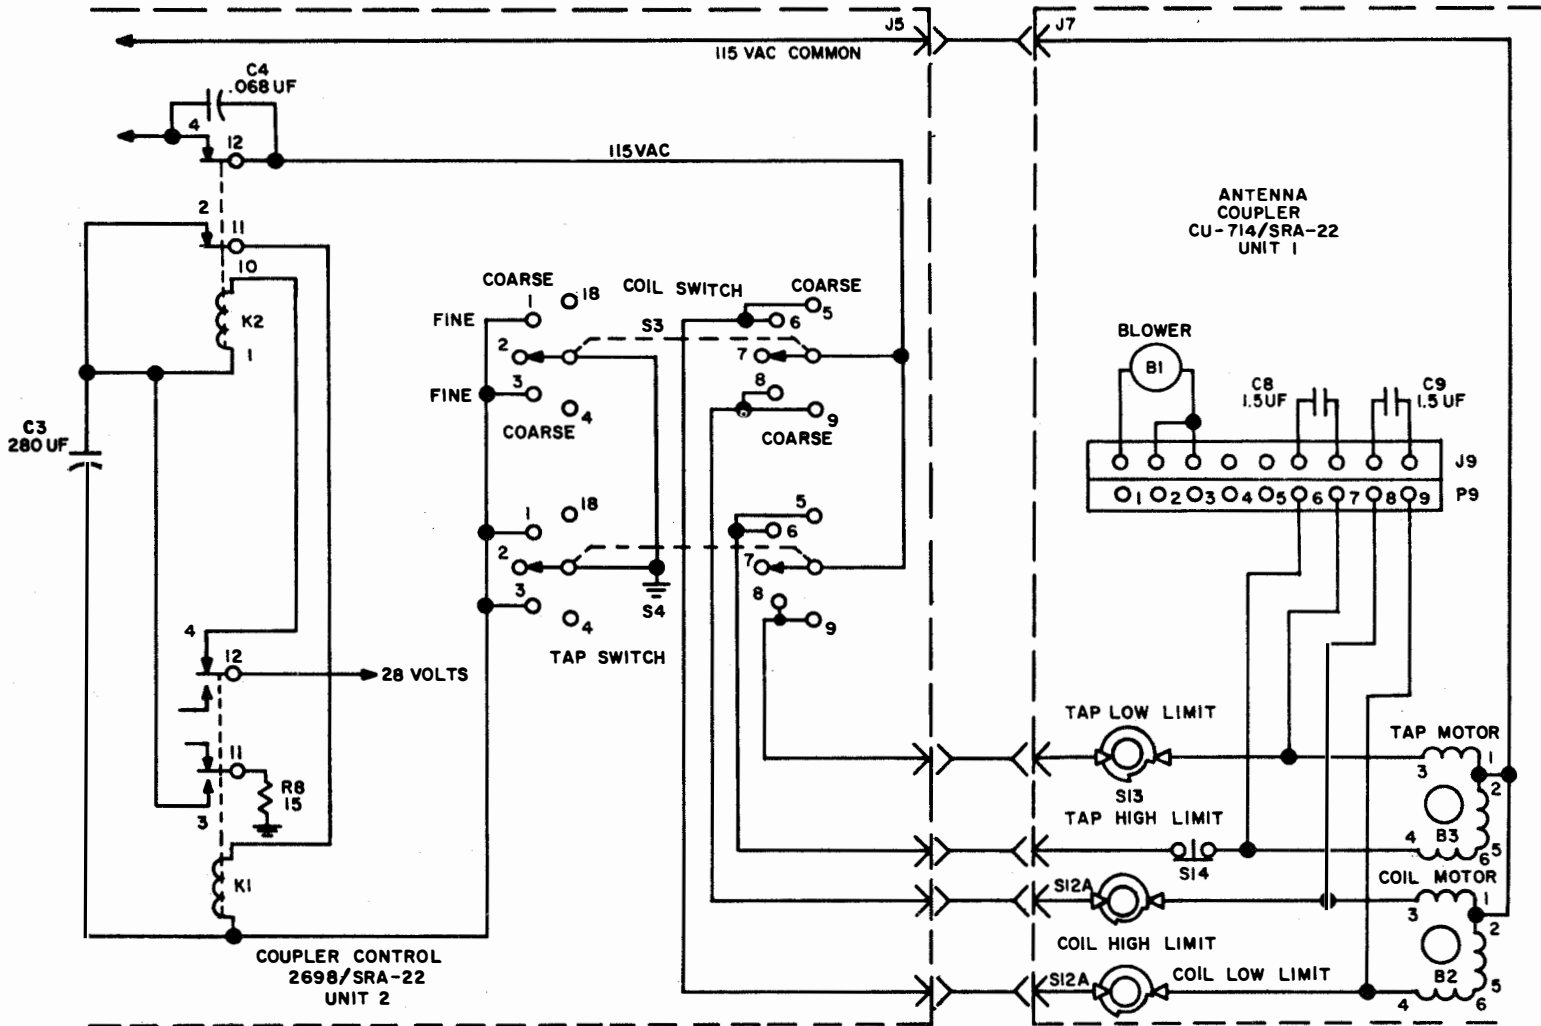 J5
J7
115 VAC COMMON
C4
.068 UF
4
12
115VAC
2
11
10
K2
1
C3
280 UF
4
12
28 VOLTS
11
R8
15
3
K1
COUPLER CONTROL
2698/SRA-22
UNIT 2
COARSE
1
18
FINE
2
S3
3
FINE
4
COARSE
COIL SWITCH
COARSE
5
6
7
8
9
COARSE
1
18
2
3
4
S4
TAP SWITCH
5
6
7
8
9
ANTENNA
COUPLER
CU-714/SRA-22
UNIT 1
BLOWER
B1
C8
1.5UF
C9
1.5 UF
J9
1 2 3 4 5 6 7 8 9
P9
TAP LOW LIMIT
S13
TAP HIGH LIMIT
S14
TAP MOTOR
3
1
2
B3
4
5
6
S12A
COIL HIGH LIMIT
COIL MOTOR
3
1
2
S12A
COIL LOW LIMIT
B2
4
5
6